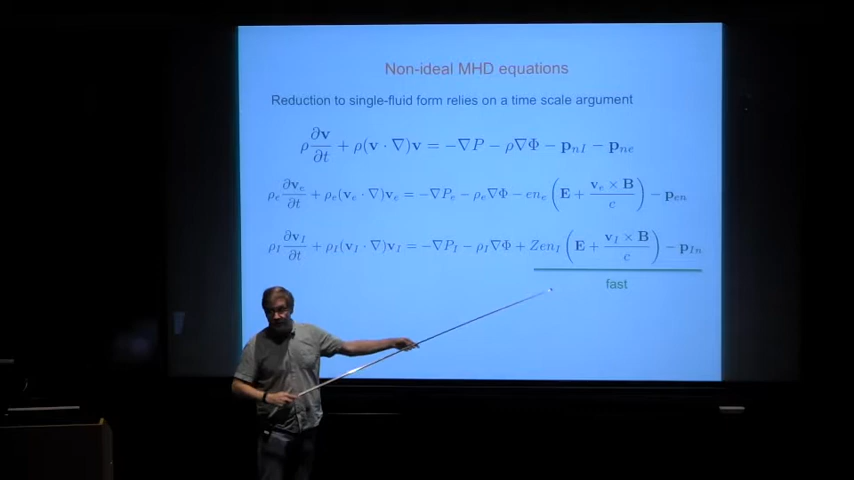 Non-ideal MHD equations
Reduction to single-fluid form relies on a time scale argument
ρ ∂v/∂t + ρ(v · ∇)v = −∇P − ρ∇Φ − p_nI − p_ne
ρ_e ∂v_e/∂t + ρ_e(v_e · ∇)v_e = −∇P_e − ρ_e∇Φ − en_e (E + v_e × B/c) − p_en
ρ_I ∂v_I/∂t + ρ_I(v_I · ∇)v_I = −∇P_I − ρ_I∇Φ + Zen_I (E + v_I × B/c) − p_In
fast